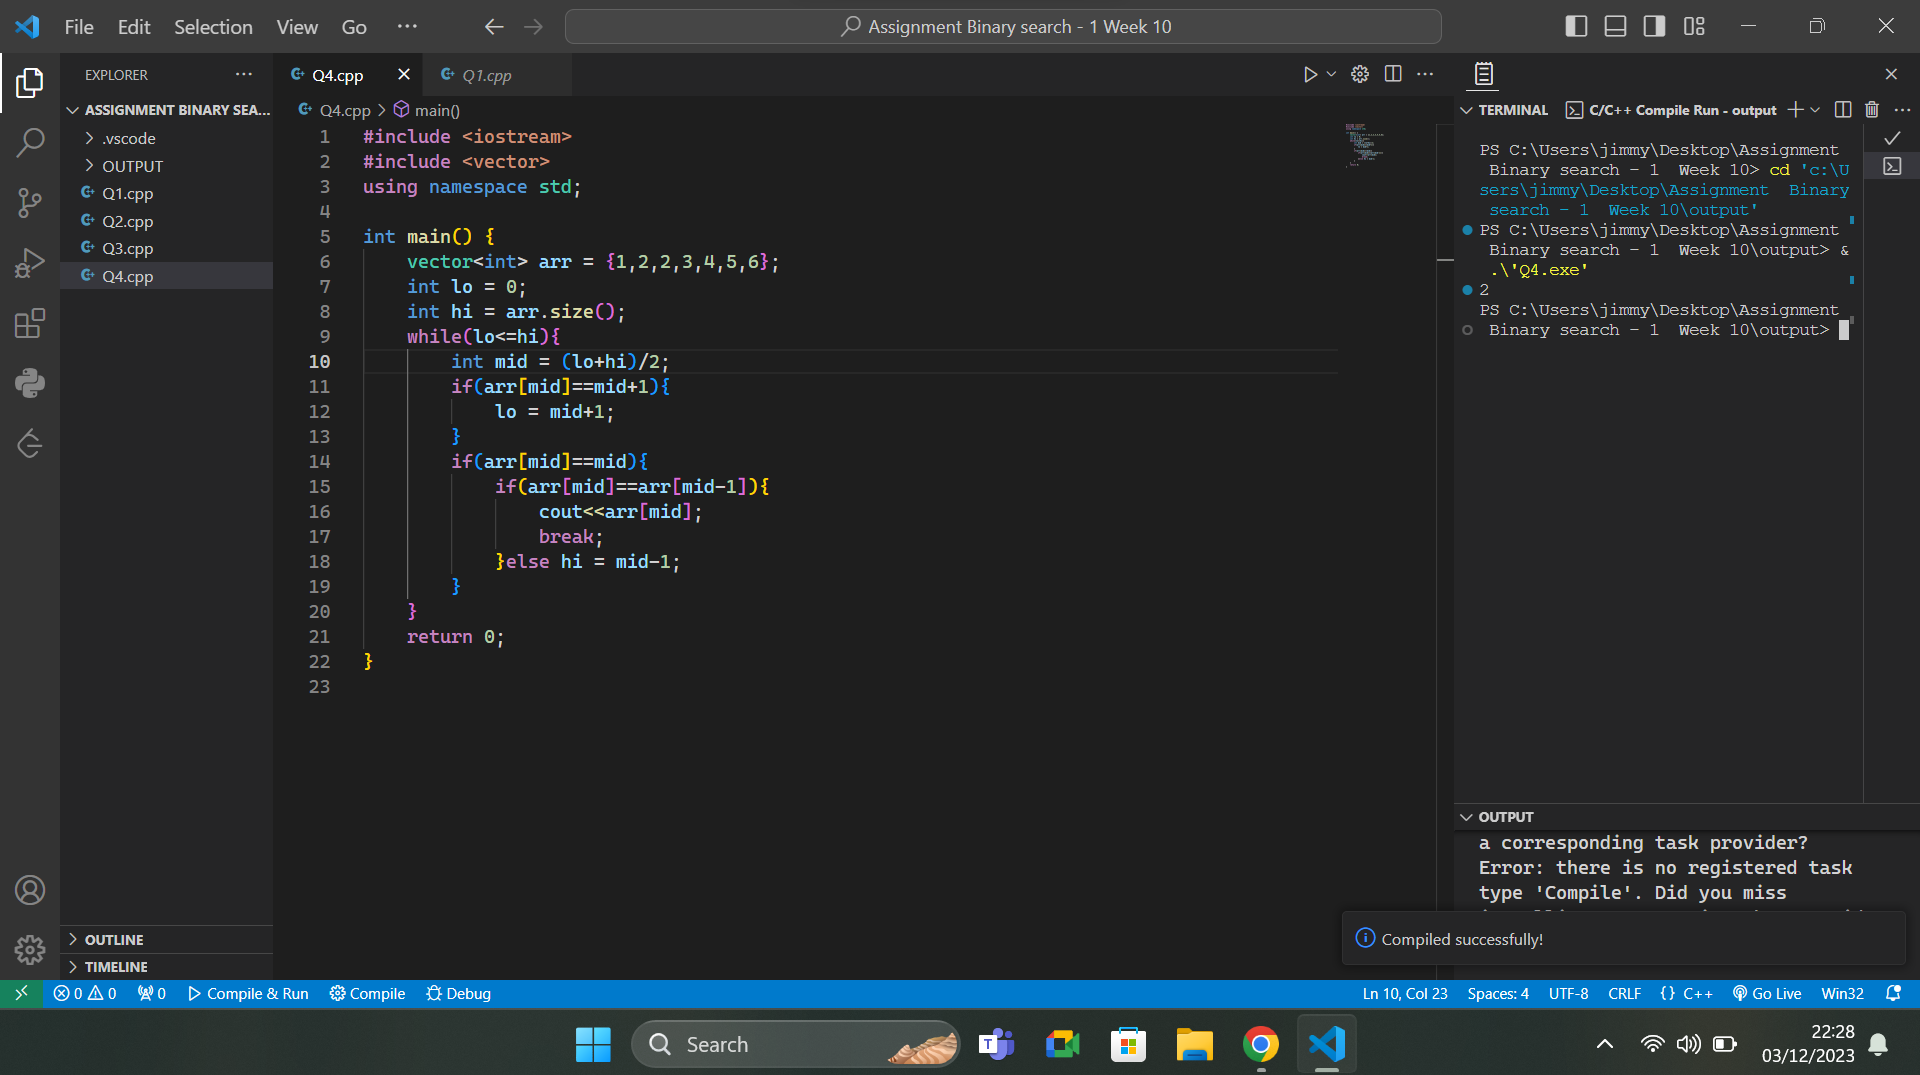 File Edit Selection View Go ···
Assignment Binary search - 1 Week 10
EXPLORER ···
ASSIGNMENT BINARY SEA...
.vscode
OUTPUT
Q1.cpp
Q2.cpp
Q3.cpp
Q4.cpp
OUTLINE
TIMELINE
Q4.cpp
Q1.cpp
Q4.cpp > main()
1 #include <iostream>
2 #include <vector>
3 using namespace std;
4
5 int main() {
6 vector<int> arr = {1,2,2,3,4,5,6};
7 int lo = 0;
8 int hi = arr.size();
9 while(lo<=hi){
10 int mid = (lo+hi)/2;
11 if(arr[mid]==mid+1){
12 lo = mid+1;
13 }
14 if(arr[mid]==mid){
15 if(arr[mid]==arr[mid-1]){
16 cout<<arr[mid];
17 break;
18 }else hi = mid-1;
19 }
20 }
21 return 0;
22 }
23
TERMINAL C/C++ Compile Run - output
PS C:\Users\jimmy\Desktop\Assignment
Binary search - 1  Week 10> cd 'c:\U
sers\jimmy\Desktop\Assignment  Binary
search - 1  Week 10\output'
PS C:\Users\jimmy\Desktop\Assignment
Binary search - 1  Week 10\output> &
.\'Q4.exe'
2
PS C:\Users\jimmy\Desktop\Assignment
Binary search - 1  Week 10\output>
OUTPUT
a corresponding task provider?
Error: there is no registered task
type 'Compile'. Did you miss
Compiled successfully!
0 0 0 Compile & Run Compile Debug
Ln 10, Col 23 Spaces: 4 UTF-8 CRLF {} C++ Go Live Win32
Search
22:28
03/12/2023